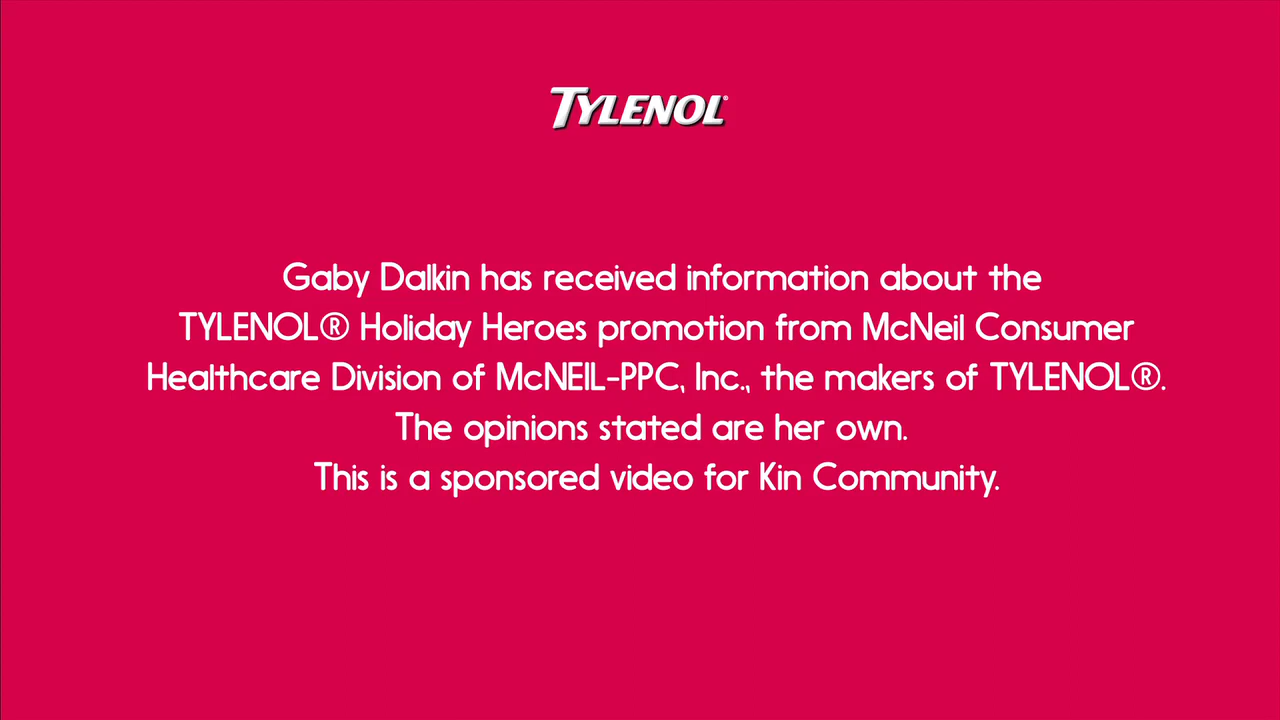 TYLENOL®
Gaby Dalkin has received information about the
TYLENOL® Holiday Heroes promotion from McNeil Consumer
Healthcare Division of McNEIL-PPC, Inc., the makers of TYLENOL®.
The opinions stated are her own.
This is a sponsored video for Kin Community.